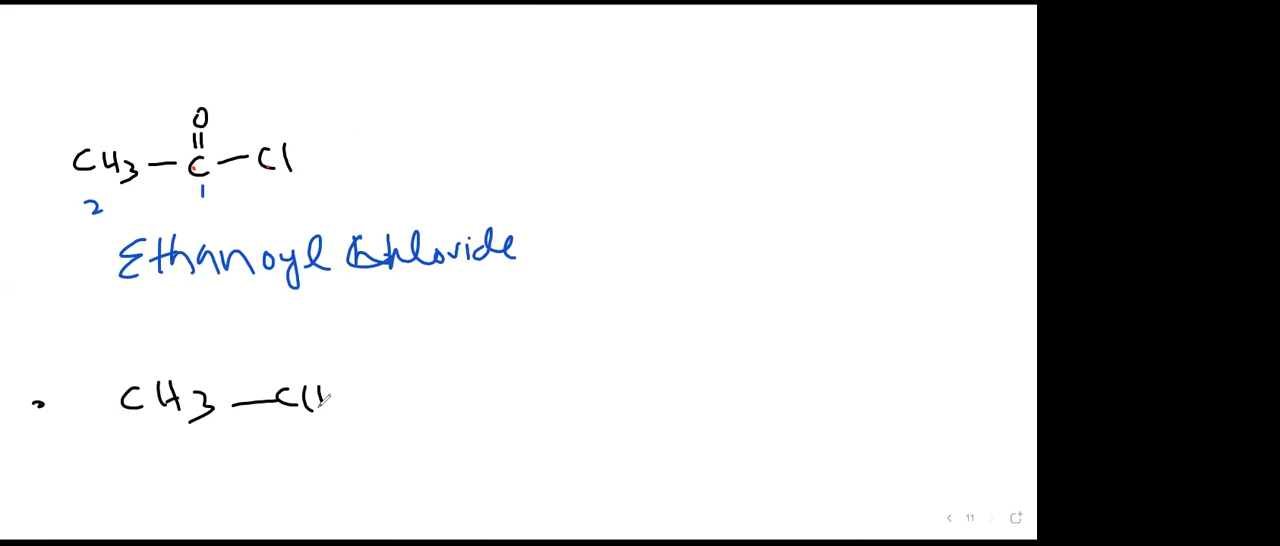 O
||
CH3 — C — Cl
2 1
Ethanoyl Chloride
CH3 — C
11